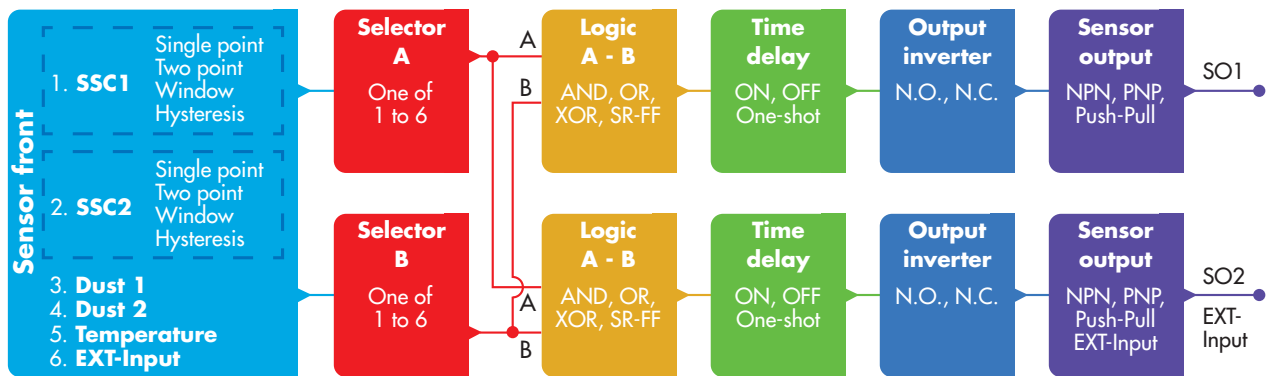 Sensor front
1. SSC1
Single point
Two point
Window
Hysteresis
2. SSC2
Single point
Two point
Window
Hysteresis
3. Dust 1
4. Dust 2
5. Temperature
6. EXT-Input
Selector
A
One of
1 to 6
A
B
Logic
A - B
AND, OR,
XOR, SR-FF
Time
delay
ON, OFF
One-shot
Output
inverter
N.O., N.C.
Sensor
output
NPN, PNP,
Push-Pull
SO1
Selector
B
One of
1 to 6
A
B
Logic
A - B
AND, OR,
XOR, SR-FF
Time
delay
ON, OFF
One-shot
Output
inverter
N.O., N.C.
Sensor
output
NPN, PNP,
Push-Pull
EXT-Input
SO2
EXT-
Input